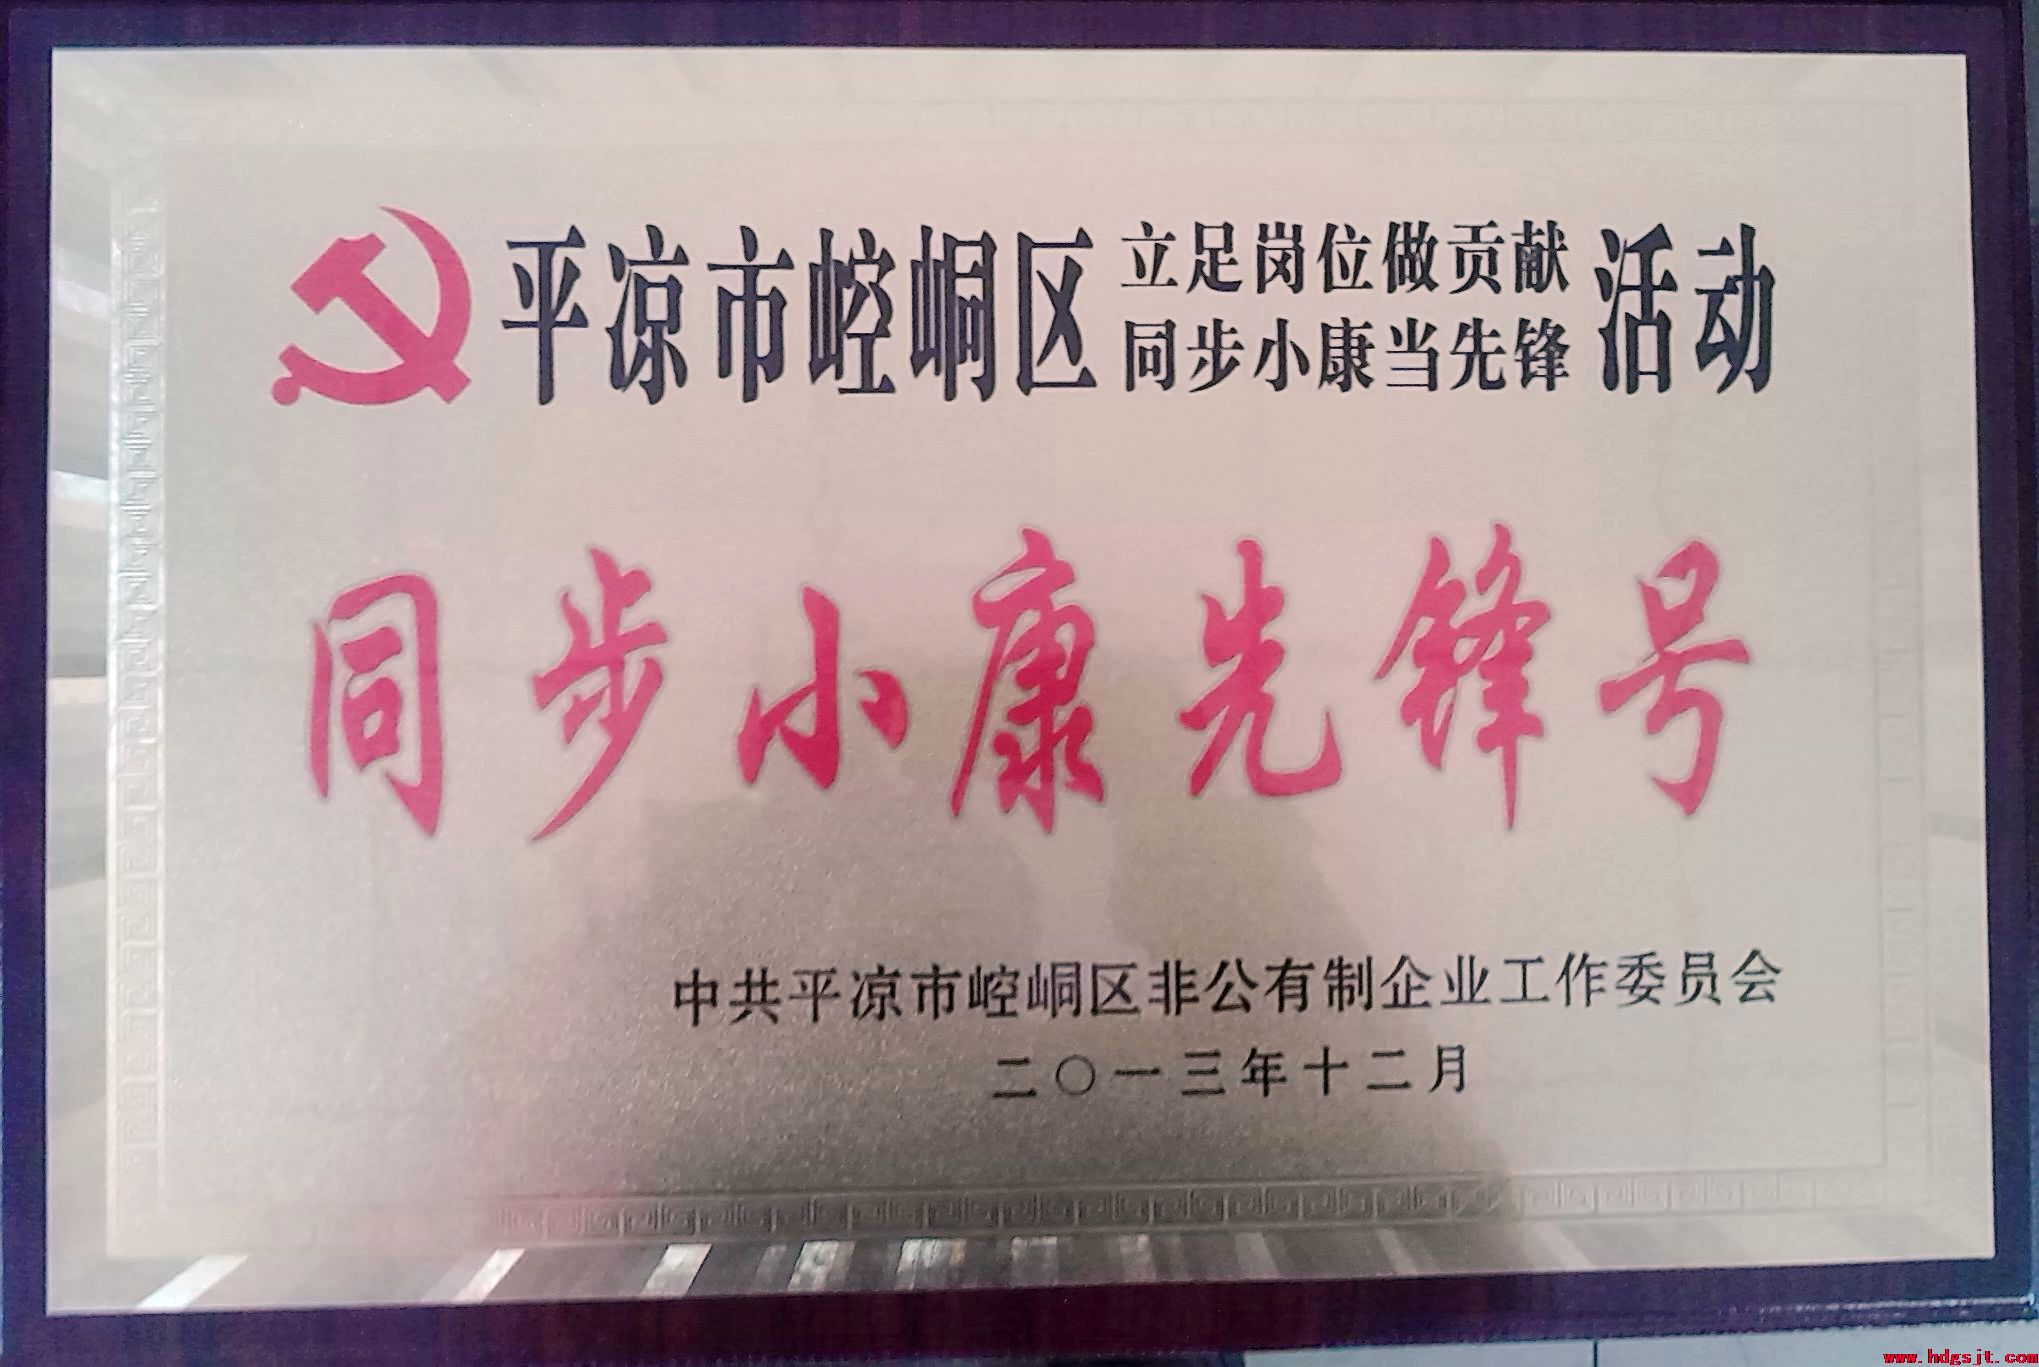 平凉市崆峒区 立足岗位做贡献 活动
同步小康当先锋
同步小康先锋号
中共平凉市崆峒区非公有制企业工作委员会
二〇一三年十二月
www.hdgsjt.com